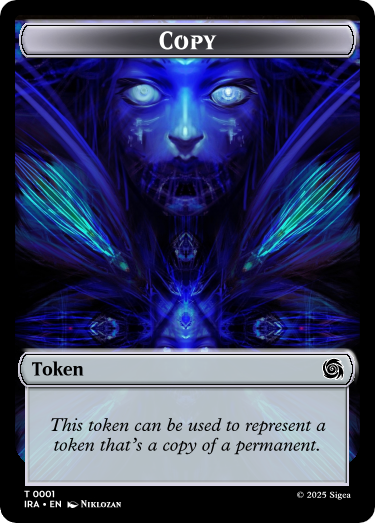 Copy
Token
This token can be used to represent a
token that's a copy of a permanent.
T 0001
IRA • EN Niklozan
© 2025 Sigea